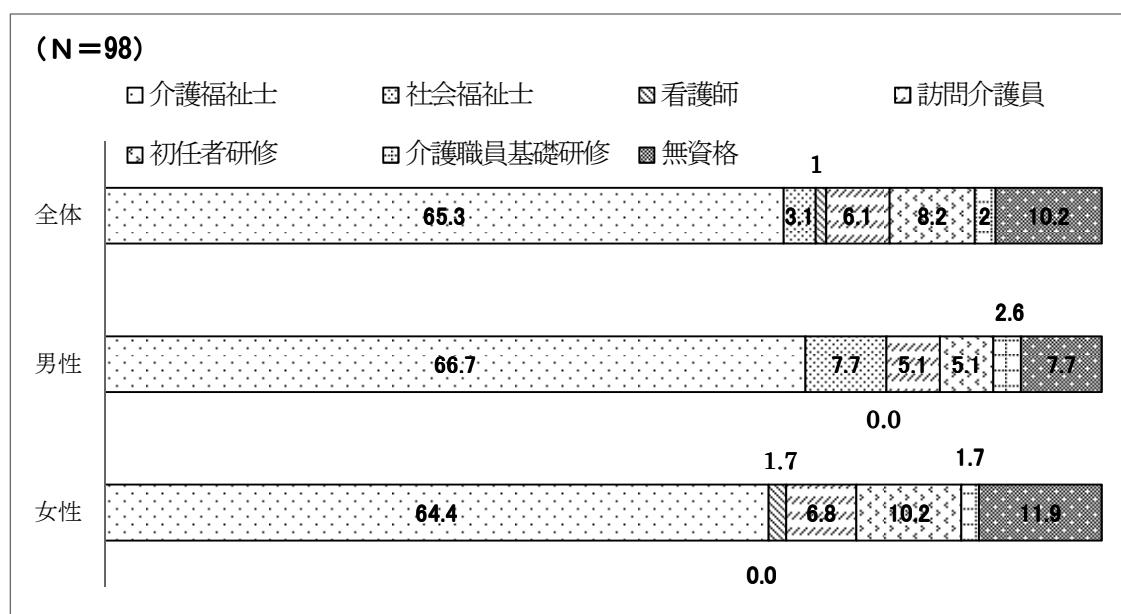 （Ｎ＝98）
介護福祉士 社会福祉士 看護師 訪問介護員
初任者研修 介護職員基礎研修 無資格
1
全体 65.3 3.1 6.1 8.2 2 10.2
2.6
男性 66.7 7.7 5.1 5.1 7.7
0.0
1.7 1.7
女性 64.4 6.8 10.2 11.9
0.0